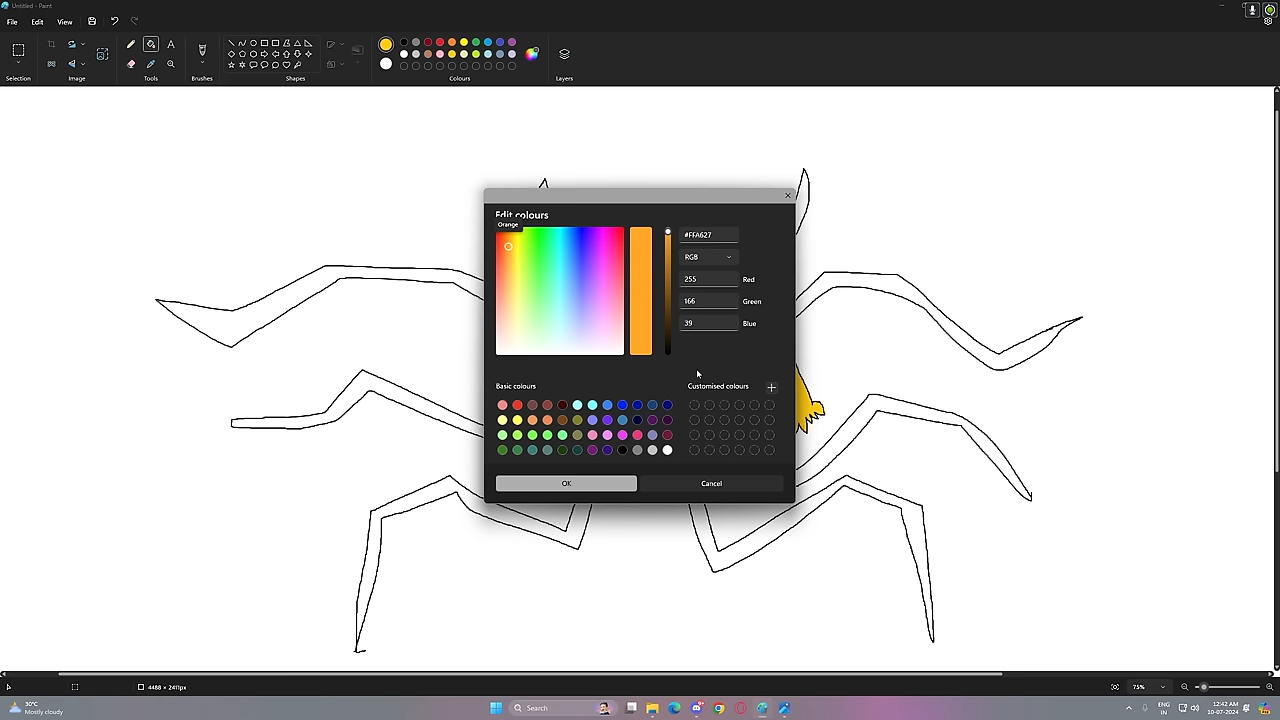 Untitled - Paint
File Edit View
Selection Image Tools Brushes Shapes Colours Layers
Edit colours
Orange
#FFA627
RGB
255 Red
166 Green
39 Blue
Basic colours Customised colours
OK Cancel
4488 × 2411px 75%
30°C
Mostly cloudy
Search
ENG
IN
12:42 AM
10-07-2024